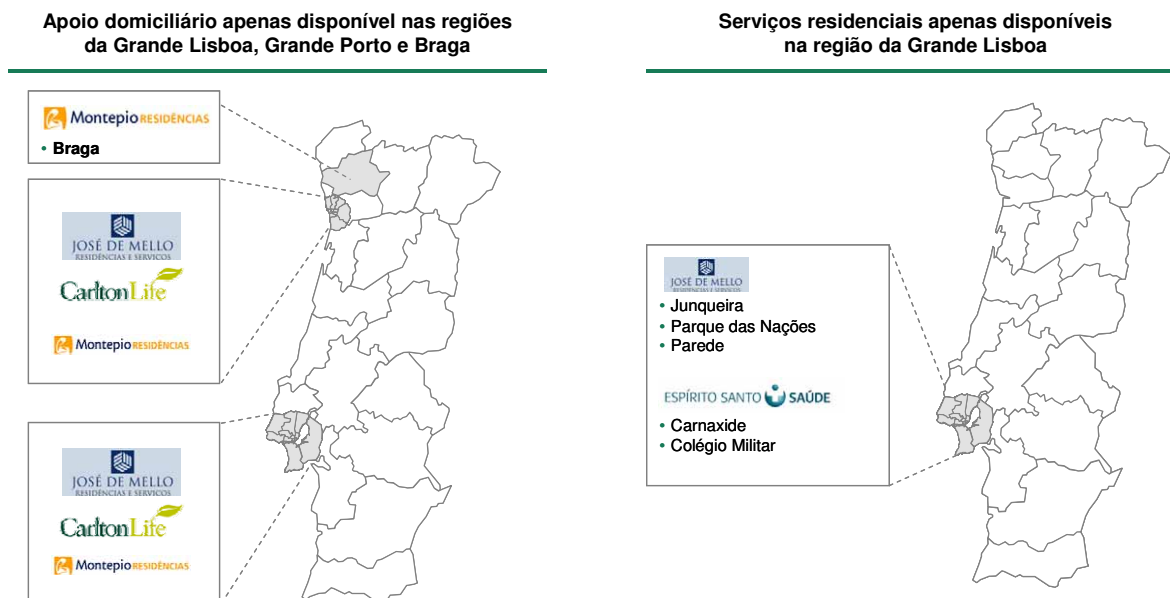 Apoio domiciliário apenas disponível nas regiões
da Grande Lisboa, Grande Porto e Braga
Montepio RESIDÊNCIAS
• Braga
JOSÉ DE MELLO
RESIDÊNCIAS E SERVIÇOS
CarltonLife
Montepio RESIDÊNCIAS
JOSÉ DE MELLO
RESIDÊNCIAS E SERVIÇOS
CarltonLife
Montepio RESIDÊNCIAS
Serviços residenciais apenas disponíveis
na região da Grande Lisboa
JOSÉ DE MELLO
RESIDÊNCIAS E SERVIÇOS
• Junqueira
• Parque das Nações
• Parede
ESPÍRITO SANTO SAÚDE
• Carnaxide
• Colégio Militar